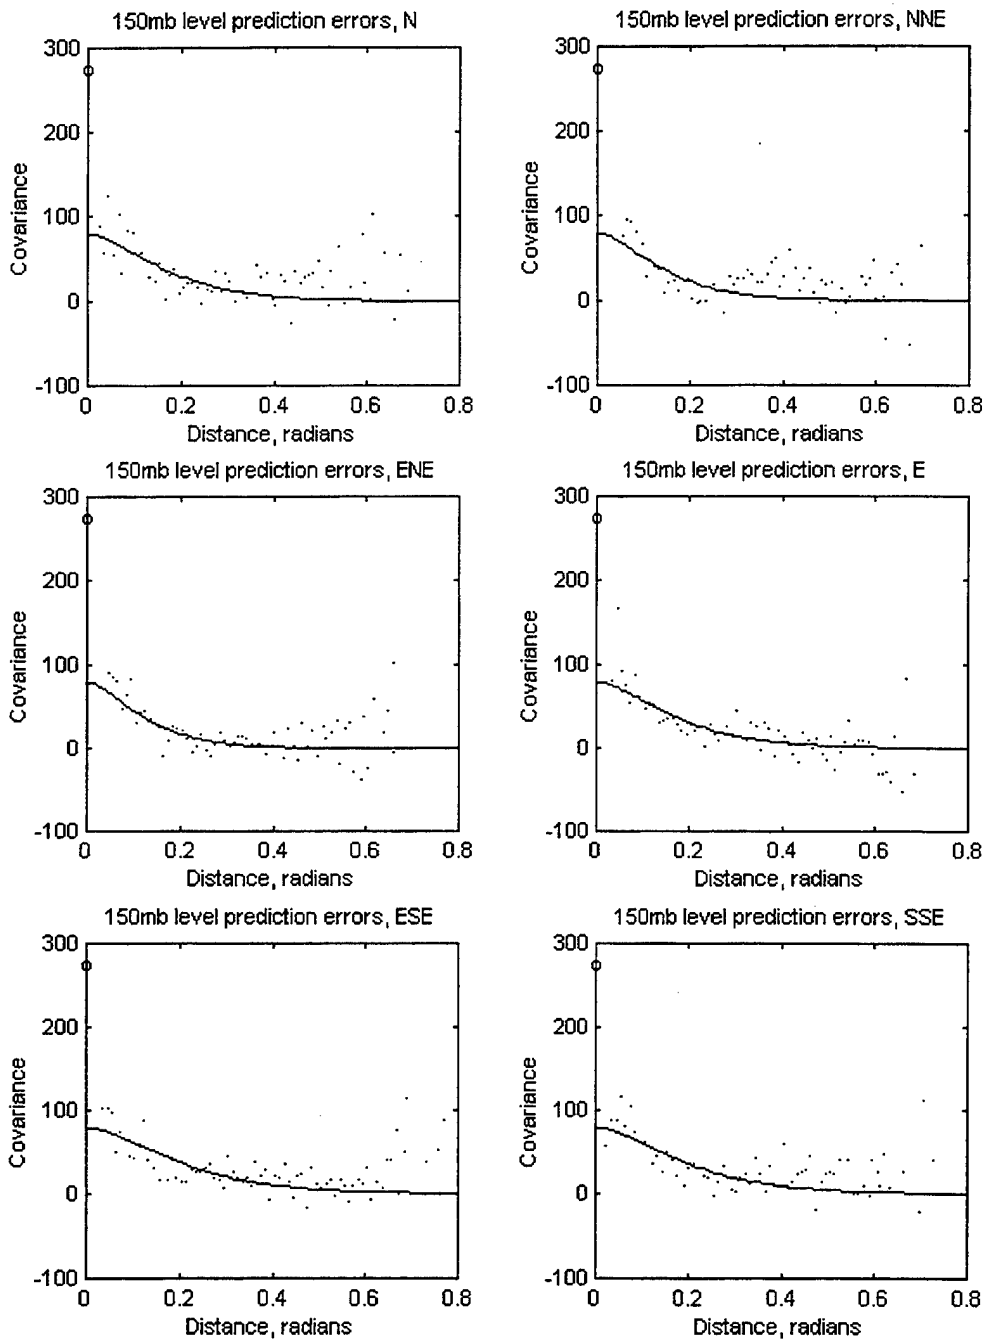 150mb level prediction errors, N
300
200
100
0
-100
Covariance
0 0.2 0.4 0.6 0.8
Distance, radians
150mb level prediction errors, NNE
300
200
100
0
-100
Covariance
0 0.2 0.4 0.6 0.8
Distance, radians
150mb level prediction errors, ENE
300
200
100
0
-100
Covariance
0 0.2 0.4 0.6 0.8
Distance, radians
150mb level prediction errors, E
300
200
100
0
-100
Covariance
0 0.2 0.4 0.6 0.8
Distance, radians
150mb level prediction errors, ESE
300
200
100
0
-100
Covariance
0 0.2 0.4 0.6 0.8
Distance, radians
150mb level prediction errors, SSE
300
200
100
0
-100
Covariance
0 0.2 0.4 0.6 0.8
Distance, radians